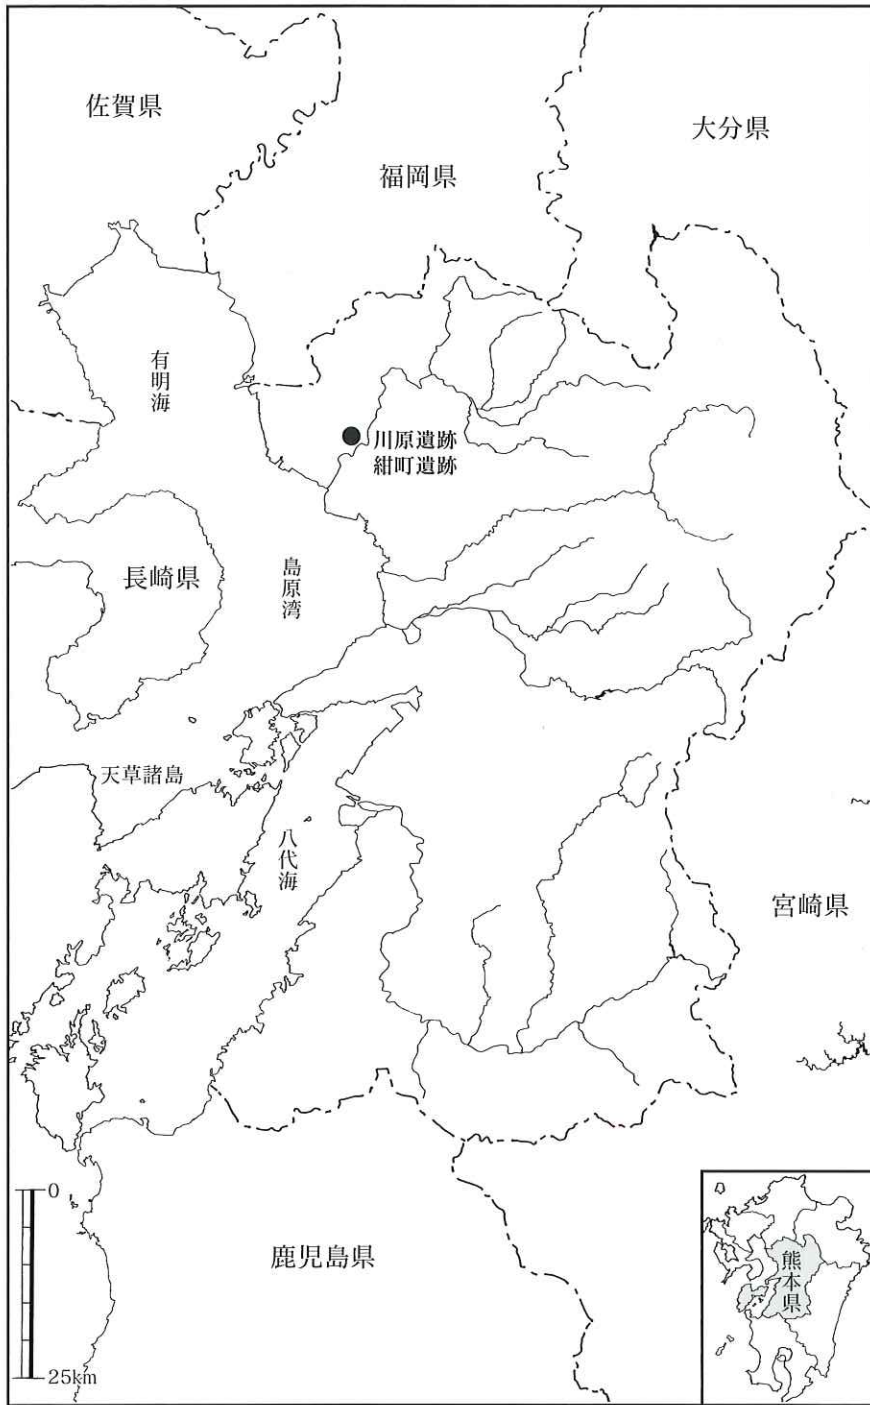 佐賀県
福岡県
大分県
有明海
川原遺跡
紺町遺跡
長崎県
島原湾
天草諸島
八代海
宮崎県
鹿児島県
0
25km
熊本県